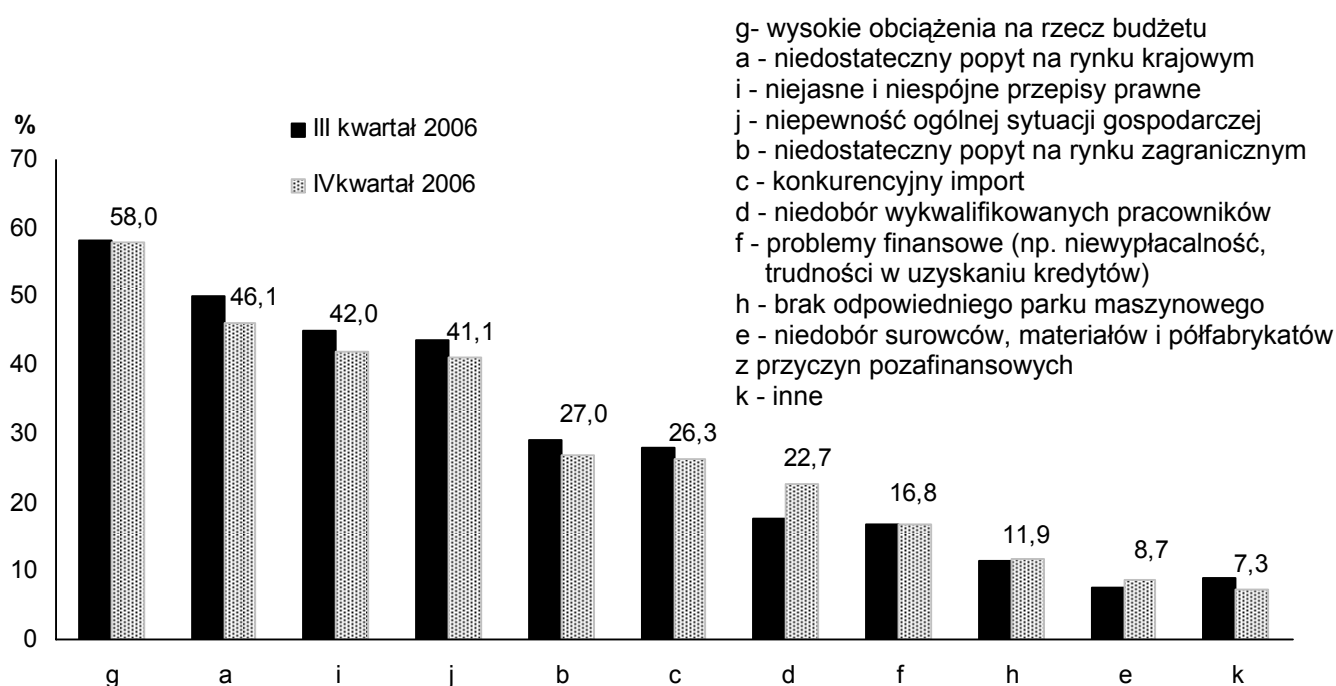 g- wysokie obciążenia na rzecz budżetu
a - niedostateczny popyt na rynku krajowym
i - niejasne i niespójne przepisy prawne
j - niepewność ogólnej sytuacji gospodarczej
b - niedostateczny popyt na rynku zagranicznym
c - konkurencyjny import
d - niedobór wykwalifikowanych pracowników
f - problemy finansowe (np. niewypłacalność,
trudności w uzyskaniu kredytów)
h - brak odpowiedniego parku maszynowego
e - niedobór surowców, materiałów i półfabrykatów
z przyczyn pozafinansowych
k - inne
%
III kwartał 2006
IVkwartał 2006
70
60
50
40
30
20
10
0
58,0
46,1
42,0
41,1
27,0
26,3
22,7
16,8
11,9
8,7
7,3
g a i j b c d f h e k